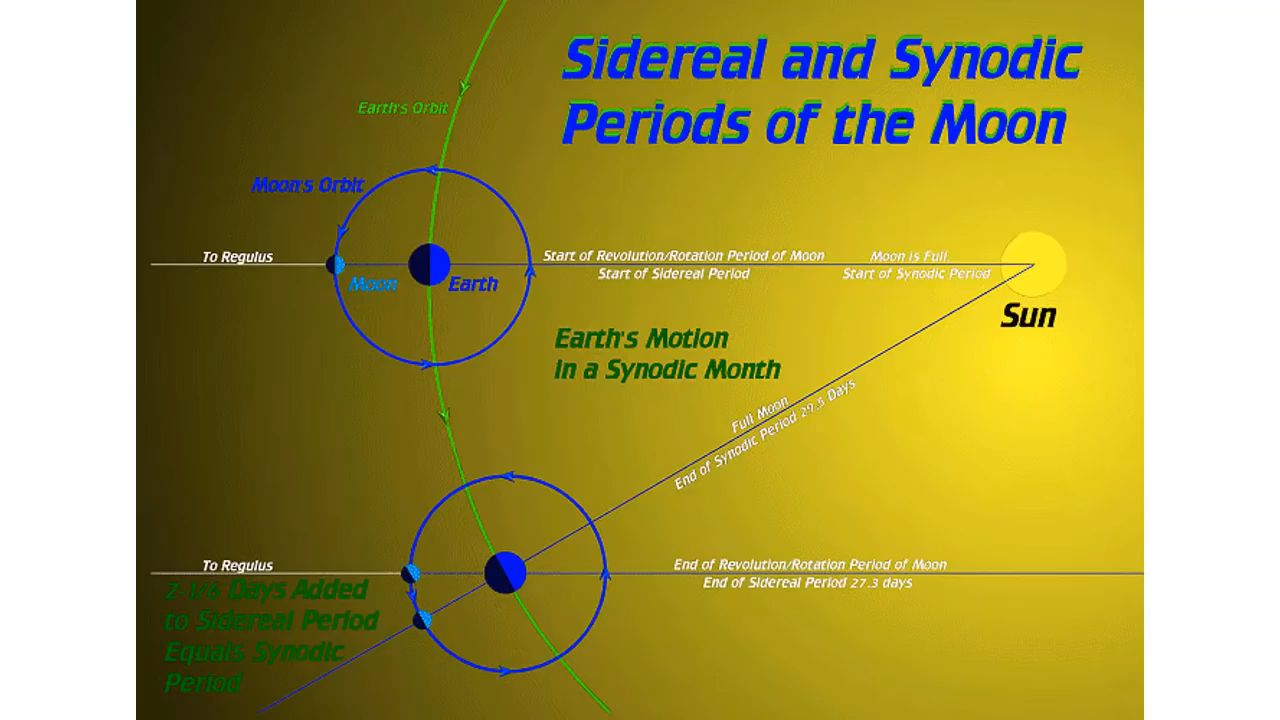 Sidereal and Synodic
Periods of the Moon
Earth's Orbit
Moon's Orbit
To Regulus
Start of Revolution/Rotation Period of Moon
Start of Sidereal Period
Moon is Full
Start of Synodic Period
Moon
Earth
Sun
Earth's Motion
in a Synodic Month
Full Moon
End of Synodic Period 29.5 Days
To Regulus
End of Revolution/Rotation Period of Moon
End of Sidereal Period 27.3 days
2-1/6 Days Added
to Sidereal Period
Equals Synodic
Period